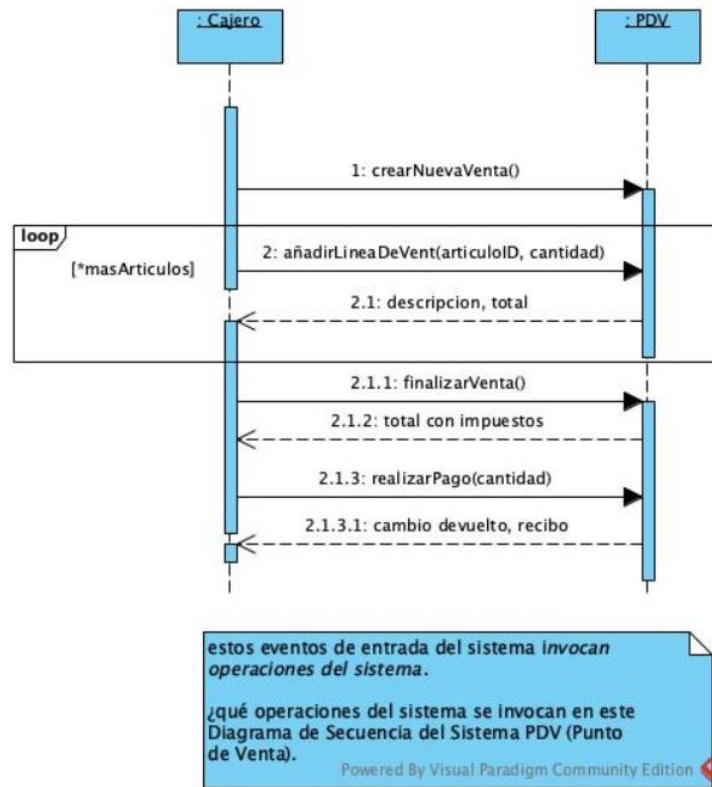 : Cajero
: PDV
1: crearNuevaVenta()
loop
2: añadirLineaDeVent(articuloID, cantidad)
[*masArticulos]
2.1: descripcion, total
2.1.1: finalizarVenta()
2.1.2: total con impuestos
2.1.3: realizarPago(cantidad)
2.1.3.1: cambio devuelto, recibo
estos eventos de entrada del sistema invocan
operaciones del sistema.
¿qué operaciones del sistema se invocan en este
Diagrama de Secuencia del Sistema PDV (Punto
de Venta).
Powered By Visual Paradigm Community Edition